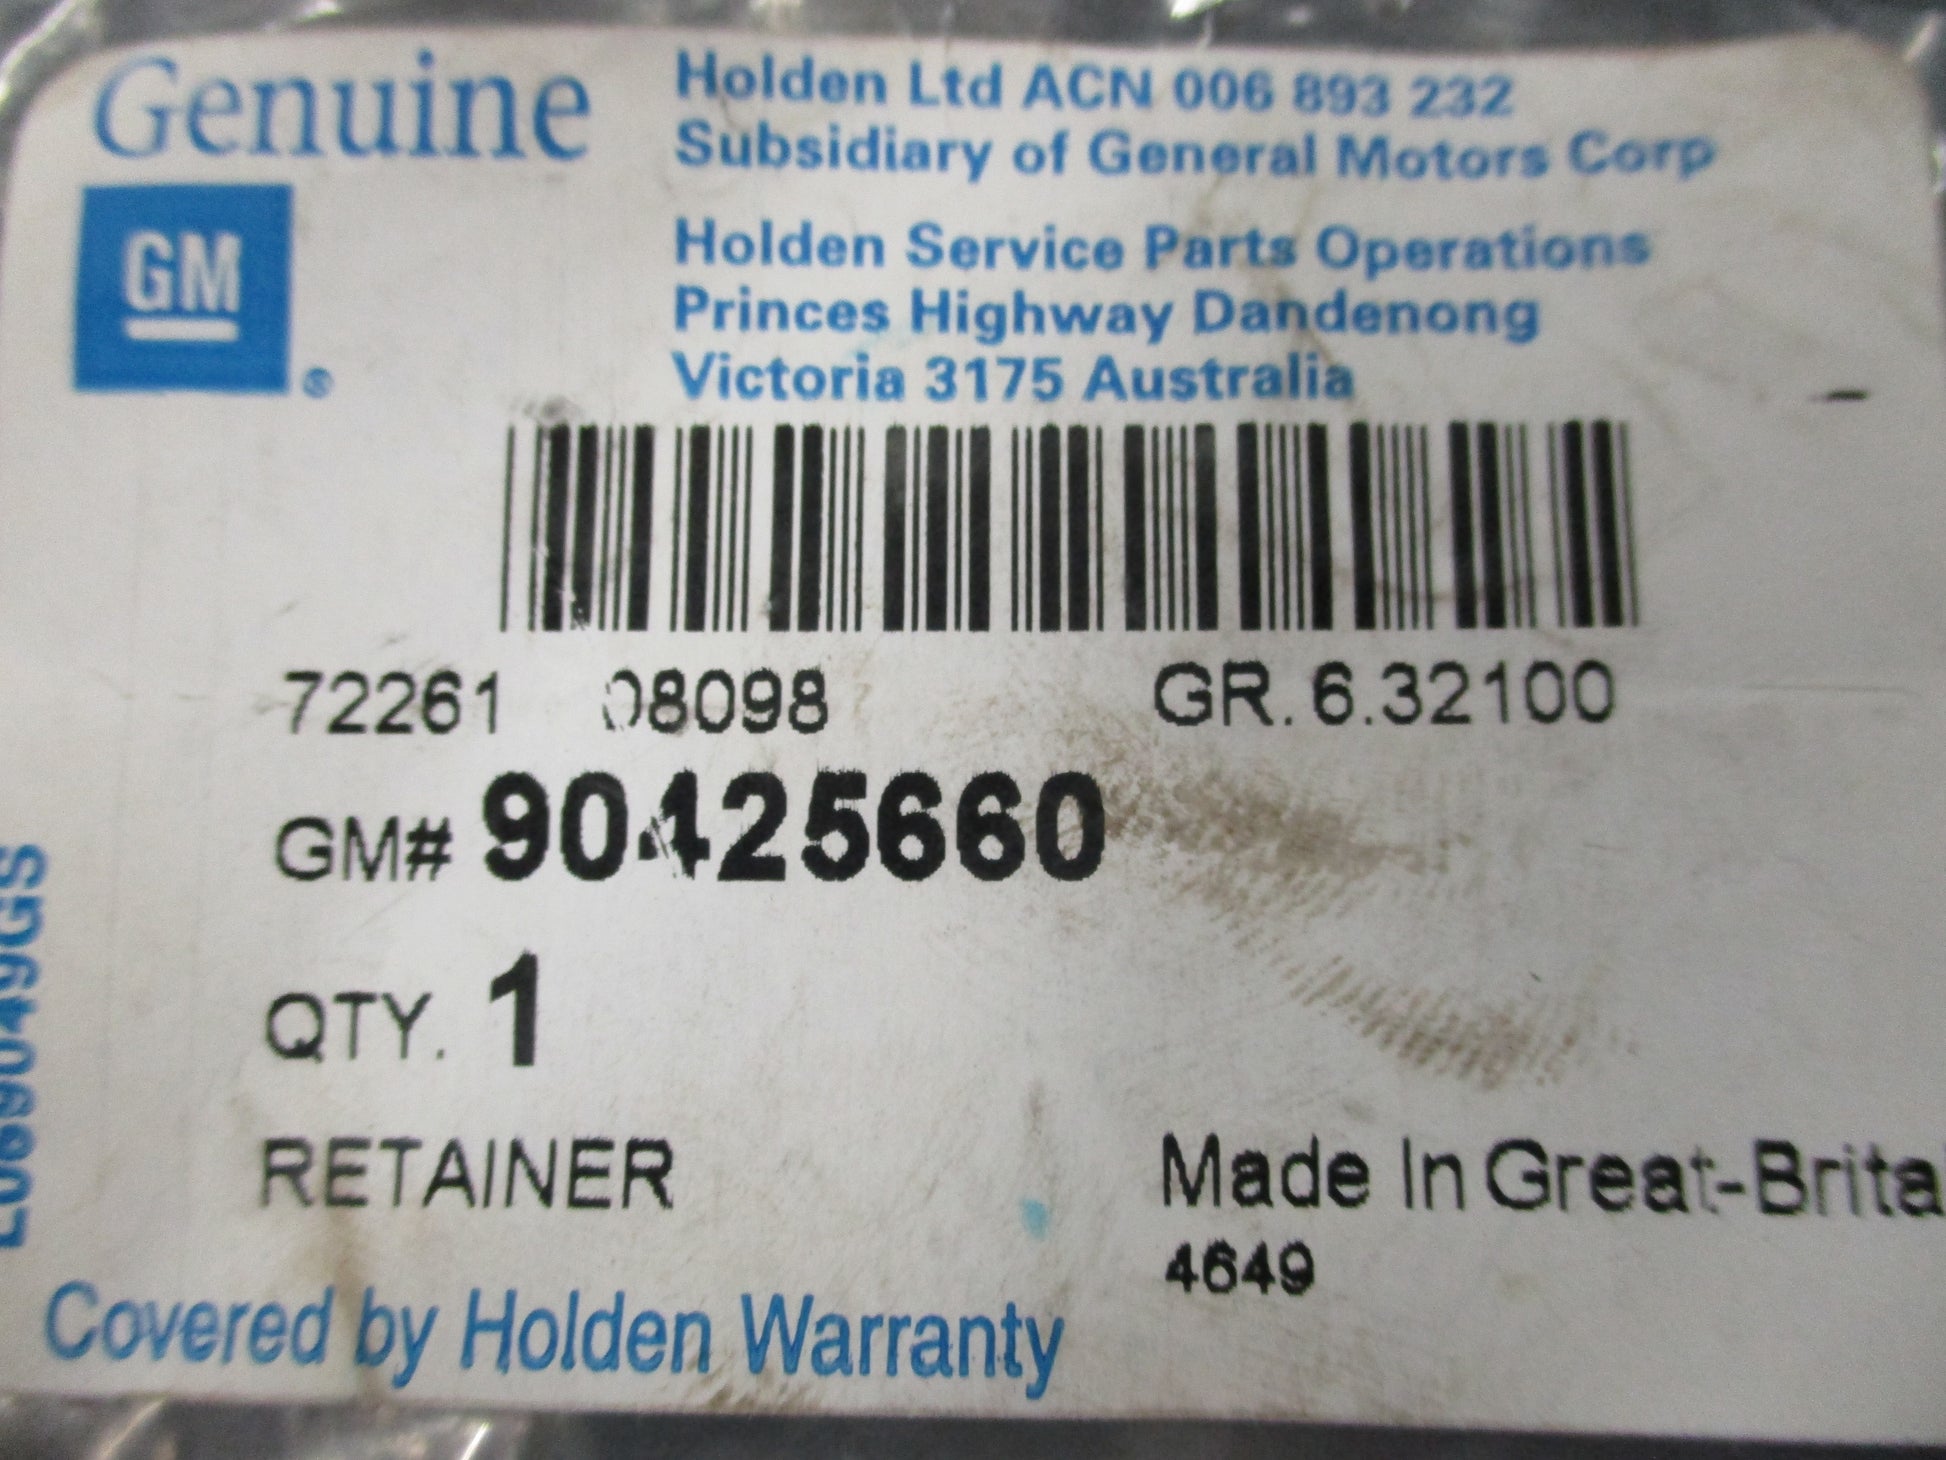 Genuine
GM
®
Holden Ltd ACN 006 893 232
Subsidiary of General Motors Corp
Holden Service Parts Operations
Princes Highway Dandenong
Victoria 3175 Australia
72261 08098 GR. 6.32100
GM# 90425660
QTY. 1
RETAINER
Made In Great-Brita
4649
Covered by Holden Warranty